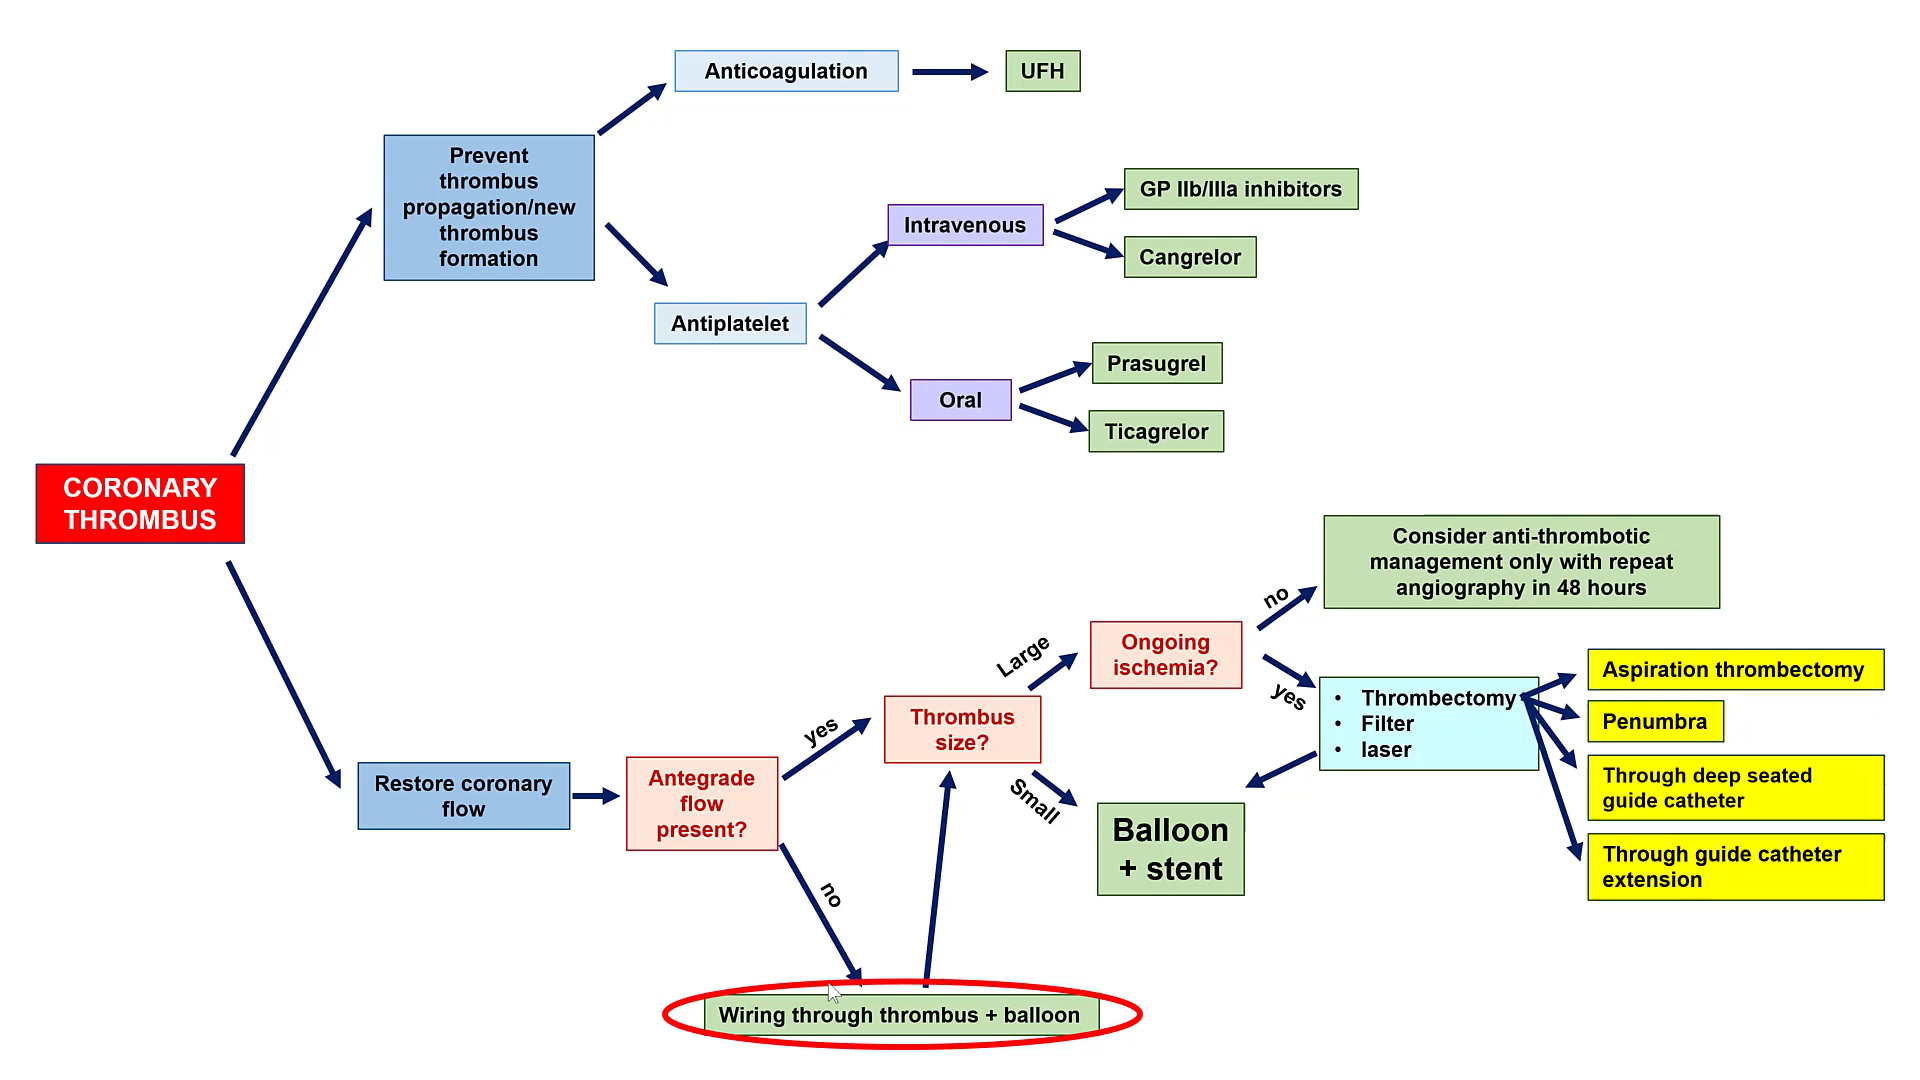 Anticoagulation
UFH
Prevent
thrombus
propagation/new
thrombus
formation
GP IIb/IIIa inhibitors
Intravenous
Cangrelor
Antiplatelet
Prasugrel
Oral
Ticagrelor
CORONARY
THROMBUS
Consider anti-thrombotic
management only with repeat
angiography in 48 hours
no
Large
Ongoing
ischemia?
yes
Aspiration thrombectomy
• Thrombectomy
• Filter
• laser
Penumbra
yes
Thrombus
size?
Through deep seated
guide catheter
Restore coronary
flow
Antegrade
flow
present?
Small
Balloon
+ stent
Through guide catheter
extension
no
Wiring through thrombus + balloon